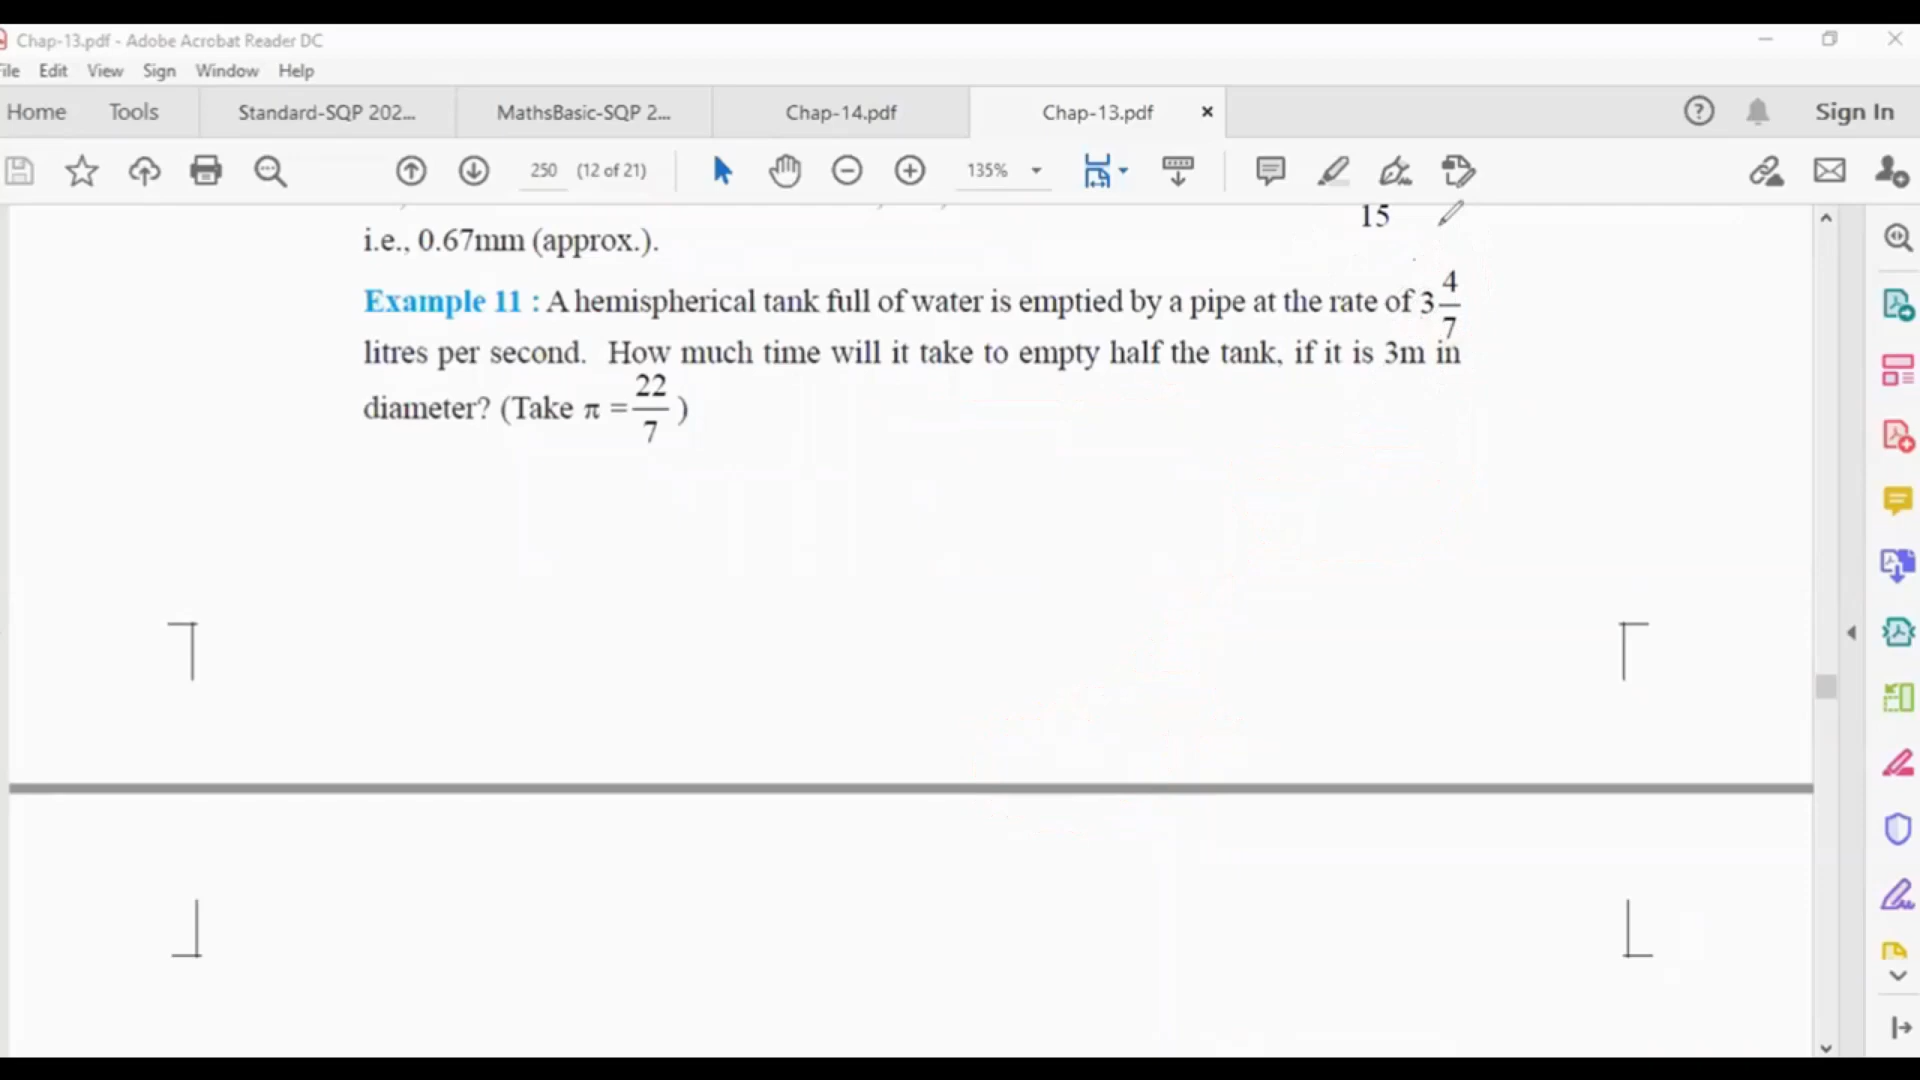 Chap-13.pdf - Adobe Acrobat Reader DC
File Edit View Sign Window Help
Home Tools Standard-SQP 202... MathsBasic-SQP 2... Chap-14.pdf Chap-13.pdf × ? Sign In
250 (12 of 21) 135%
15
i.e., 0.67mm (approx.).
Example 11 : A hemispherical tank full of water is emptied by a pipe at the rate of 3 4/7
litres per second. How much time will it take to empty half the tank, if it is 3m in
diameter? (Take π = 22/7 )